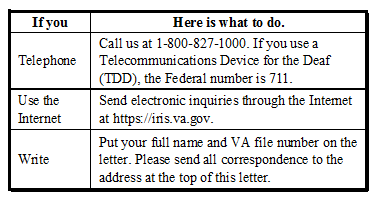 If you Here is what to do.
Telephone
Call us at 1-800-827-1000. If you use a
Telecommunications Device for the Deaf
(TDD), the Federal number is 711.
Use the
Internet
Send electronic inquiries through the Internet
at https://iris.va.gov.
Write
Put your full name and VA file number on the
letter. Please send all correspondence to the
address at the top of this letter.